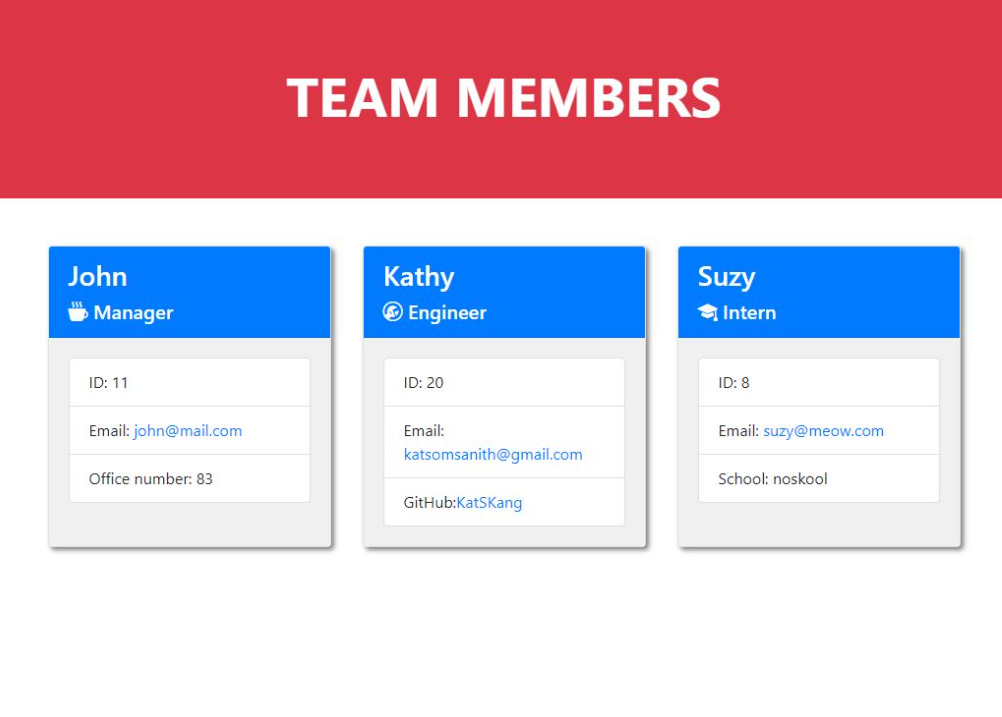 TEAM MEMBERS
John
Manager
ID: 11
Email: john@mail.com
Office number: 83
Kathy
Engineer
ID: 20
Email:
katsomsanith@gmail.com
GitHub:KatSKang
Suzy
Intern
ID: 8
Email: suzy@meow.com
School: noskool